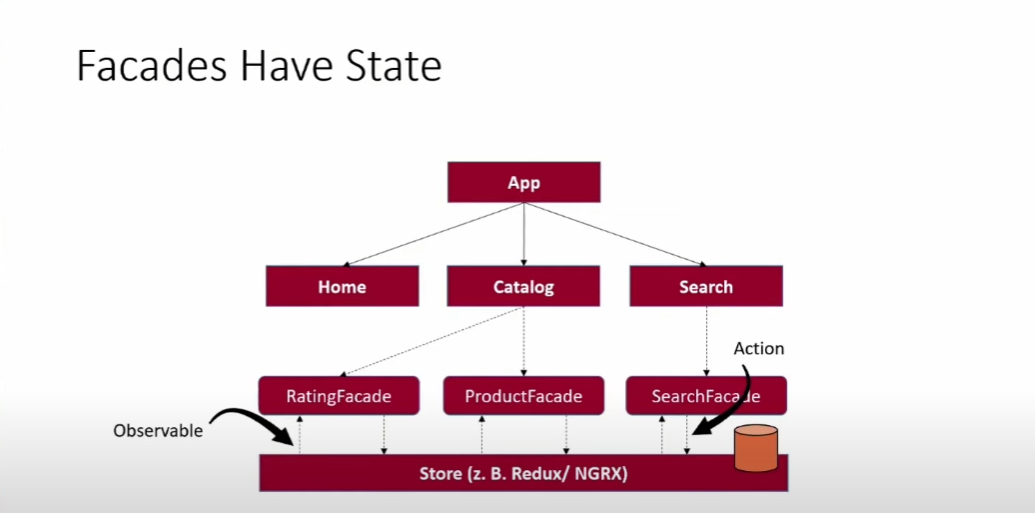 Facades Have State
App
Home
Catalog
Search
Action
RatingFacade
ProductFacade
SearchFacade
Observable
Store (z. B. Redux/ NGRX)